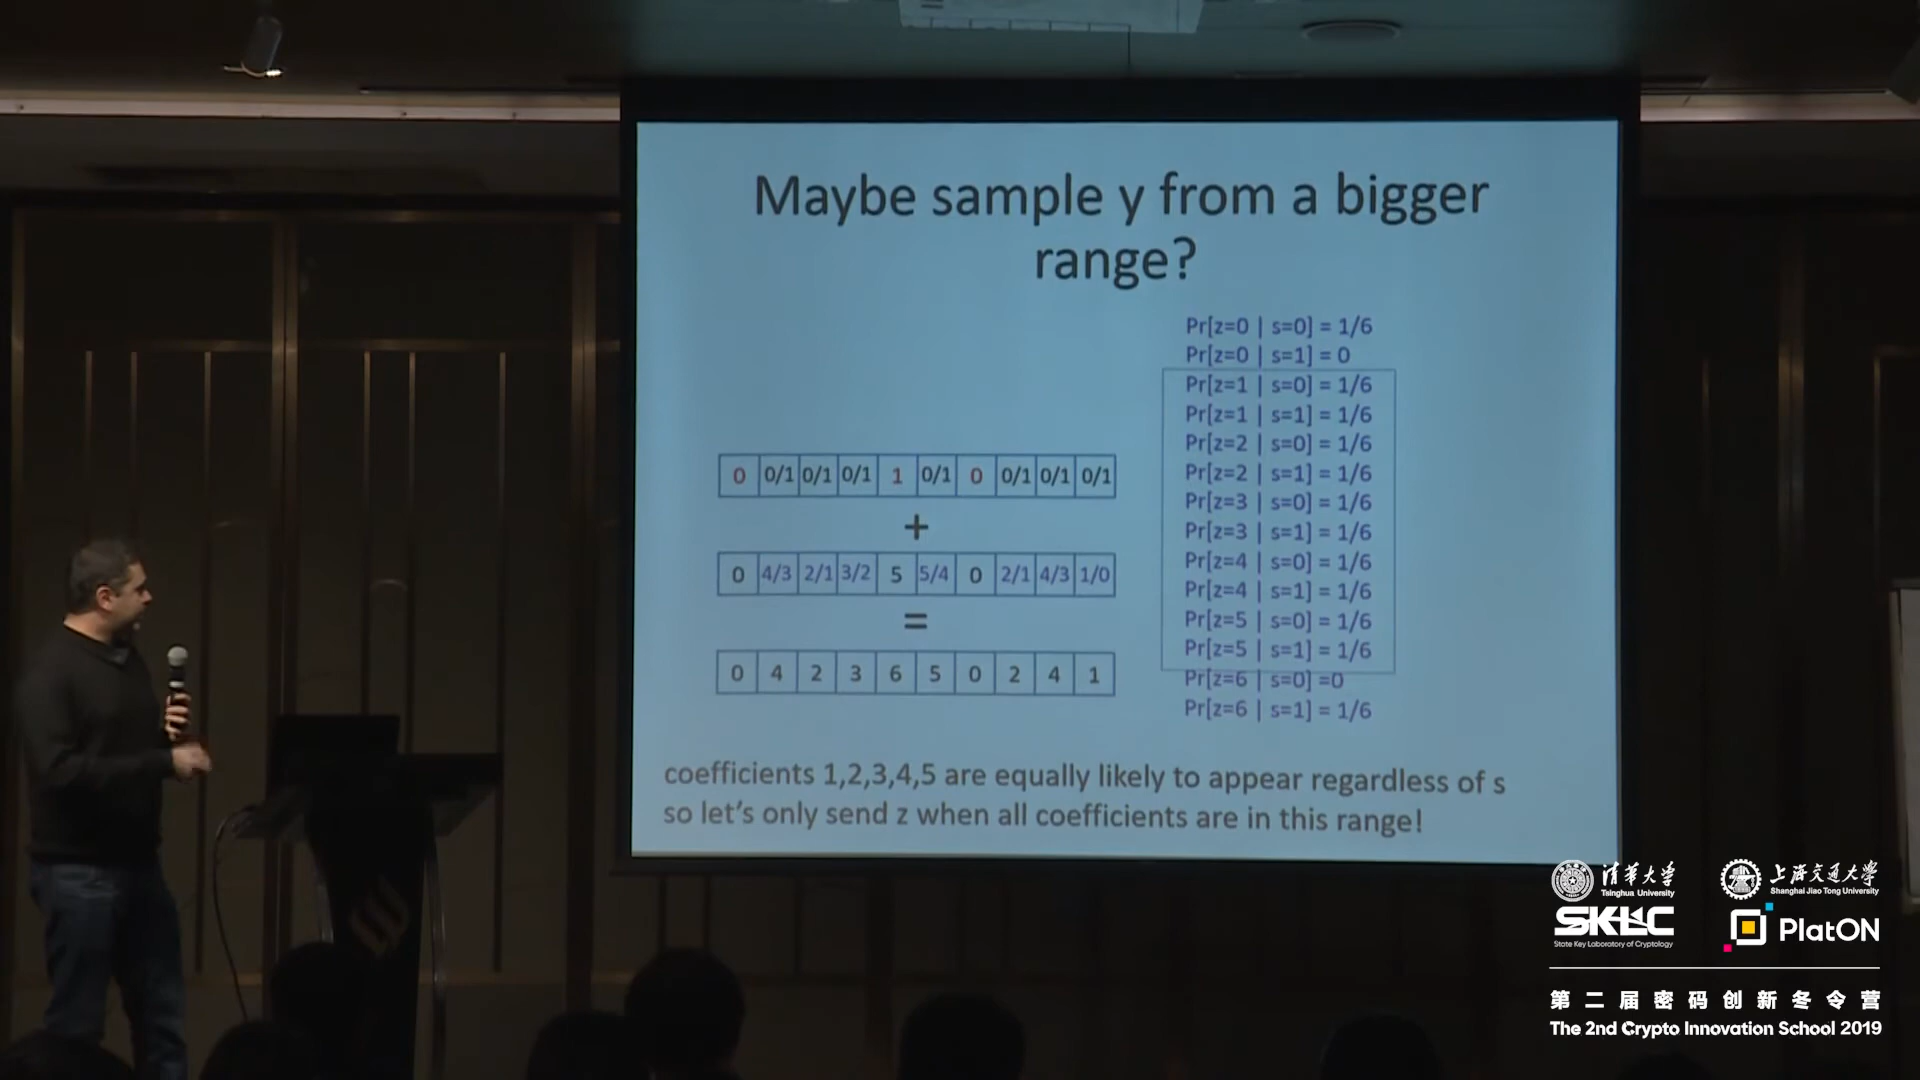 Maybe sample y from a bigger
range?
Pr[z=0 | s=0] = 1/6
Pr[z=0 | s=1] = 0
Pr[z=1 | s=0] = 1/6
Pr[z=1 | s=1] = 1/6
Pr[z=2 | s=0] = 1/6
Pr[z=2 | s=1] = 1/6
Pr[z=3 | s=0] = 1/6
Pr[z=3 | s=1] = 1/6
Pr[z=4 | s=0] = 1/6
Pr[z=4 | s=1] = 1/6
Pr[z=5 | s=0] = 1/6
Pr[z=5 | s=1] = 1/6
Pr[z=6 | s=0] =0
Pr[z=6 | s=1] = 1/6
0 0/1 0/1 0/1 1 0/1 0 0/1 0/1 0/1
+
0 4/3 2/1 3/2 5 5/4 0 2/1 4/3 1/0
=
0 4 2 3 6 5 0 2 4 1
coefficients 1,2,3,4,5 are equally likely to appear regardless of s
so let's only send z when all coefficients are in this range!
清华大学
Tsinghua University
上海交通大学
Shanghai Jiao Tong University
SKLC
State Key Laboratory of Cryptology
PlatON
第二届密码创新冬令营
The 2nd Crypto Innovation School 2019